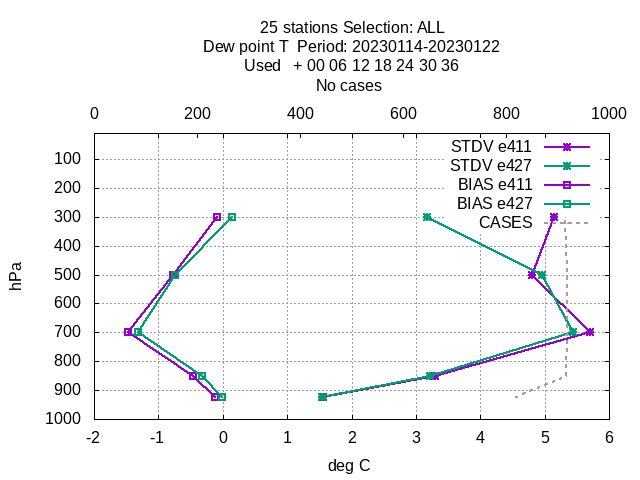 25 stations Selection: ALL
Dew point T  Period: 20230114-20230122
Used   + 00 06 12 18 24 30 36
No cases
0 200 400 600 800 1000
STDV e411
STDV e427
BIAS e411
BIAS e427
CASES
100
200
300
400
500
600
700
800
900
1000
hPa
-2 -1 0 1 2 3 4 5 6
deg C